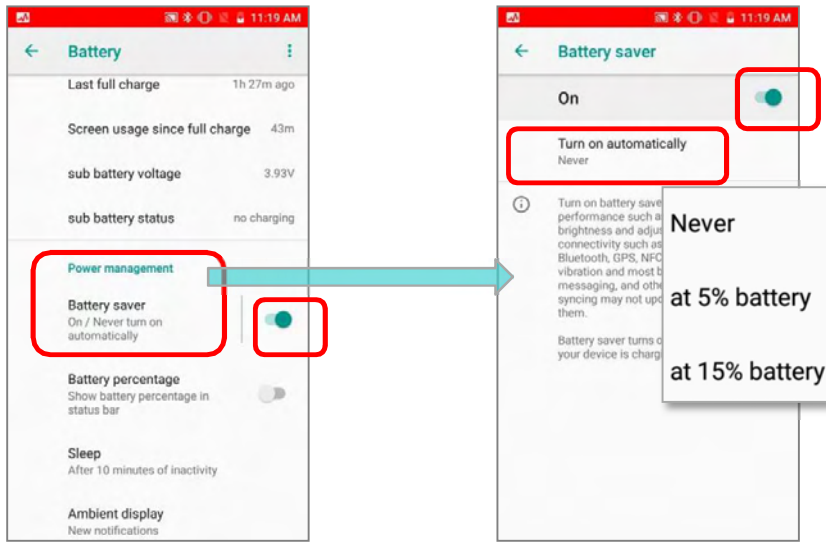 11:19 AM
Battery
Last full charge 1h 27m ago
Screen usage since full charge 43m
sub battery voltage 3.93V
sub battery status no charging
Power management
Battery saver
On / Never turn on
automatically
Battery percentage
Show battery percentage in
status bar
Sleep
After 10 minutes of inactivity
Ambient display
New notifications
11:19 AM
Battery saver
On
Turn on automatically
Never
Turn on battery save
performance such a
brightness and adju
connectivity such as
Bluetooth, GPS, NFC
vibration and most b
messaging, and othe
syncing may not upd
them.
Battery saver turns o
your device is charg
Never
at 5% battery
at 15% battery